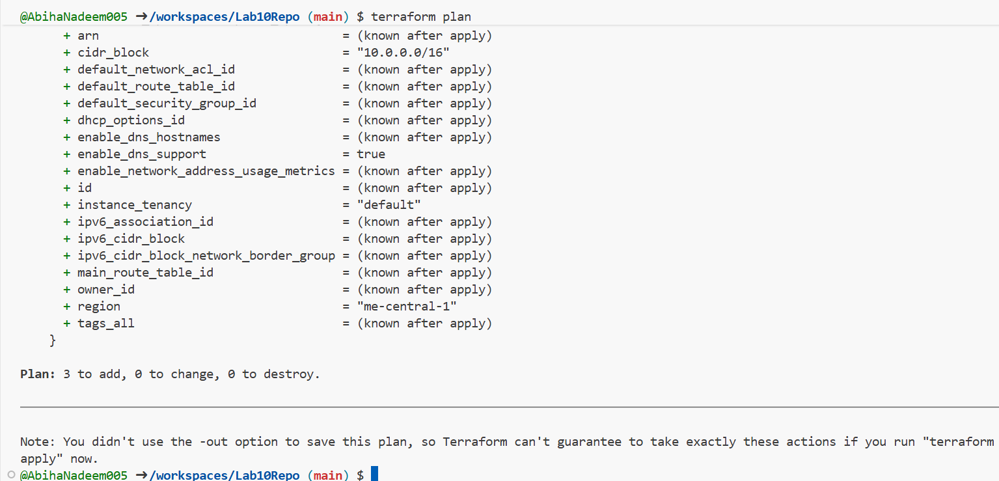 @AbihaNadeem005 ➜/workspaces/Lab10Repo (main) $ terraform plan
+ arn = (known after apply)
+ cidr_block = "10.0.0.0/16"
+ default_network_acl_id = (known after apply)
+ default_route_table_id = (known after apply)
+ default_security_group_id = (known after apply)
+ dhcp_options_id = (known after apply)
+ enable_dns_hostnames = (known after apply)
+ enable_dns_support = true
+ enable_network_address_usage_metrics = (known after apply)
+ id = (known after apply)
+ instance_tenancy = "default"
+ ipv6_association_id = (known after apply)
+ ipv6_cidr_block = (known after apply)
+ ipv6_cidr_block_network_border_group = (known after apply)
+ main_route_table_id = (known after apply)
+ owner_id = (known after apply)
+ region = "me-central-1"
+ tags_all = (known after apply)
}
Plan: 3 to add, 0 to change, 0 to destroy.
Note: You didn't use the -out option to save this plan, so Terraform can't guarantee to take exactly these actions if you run "terraform
apply" now.
@AbihaNadeem005 ➜/workspaces/Lab10Repo (main) $